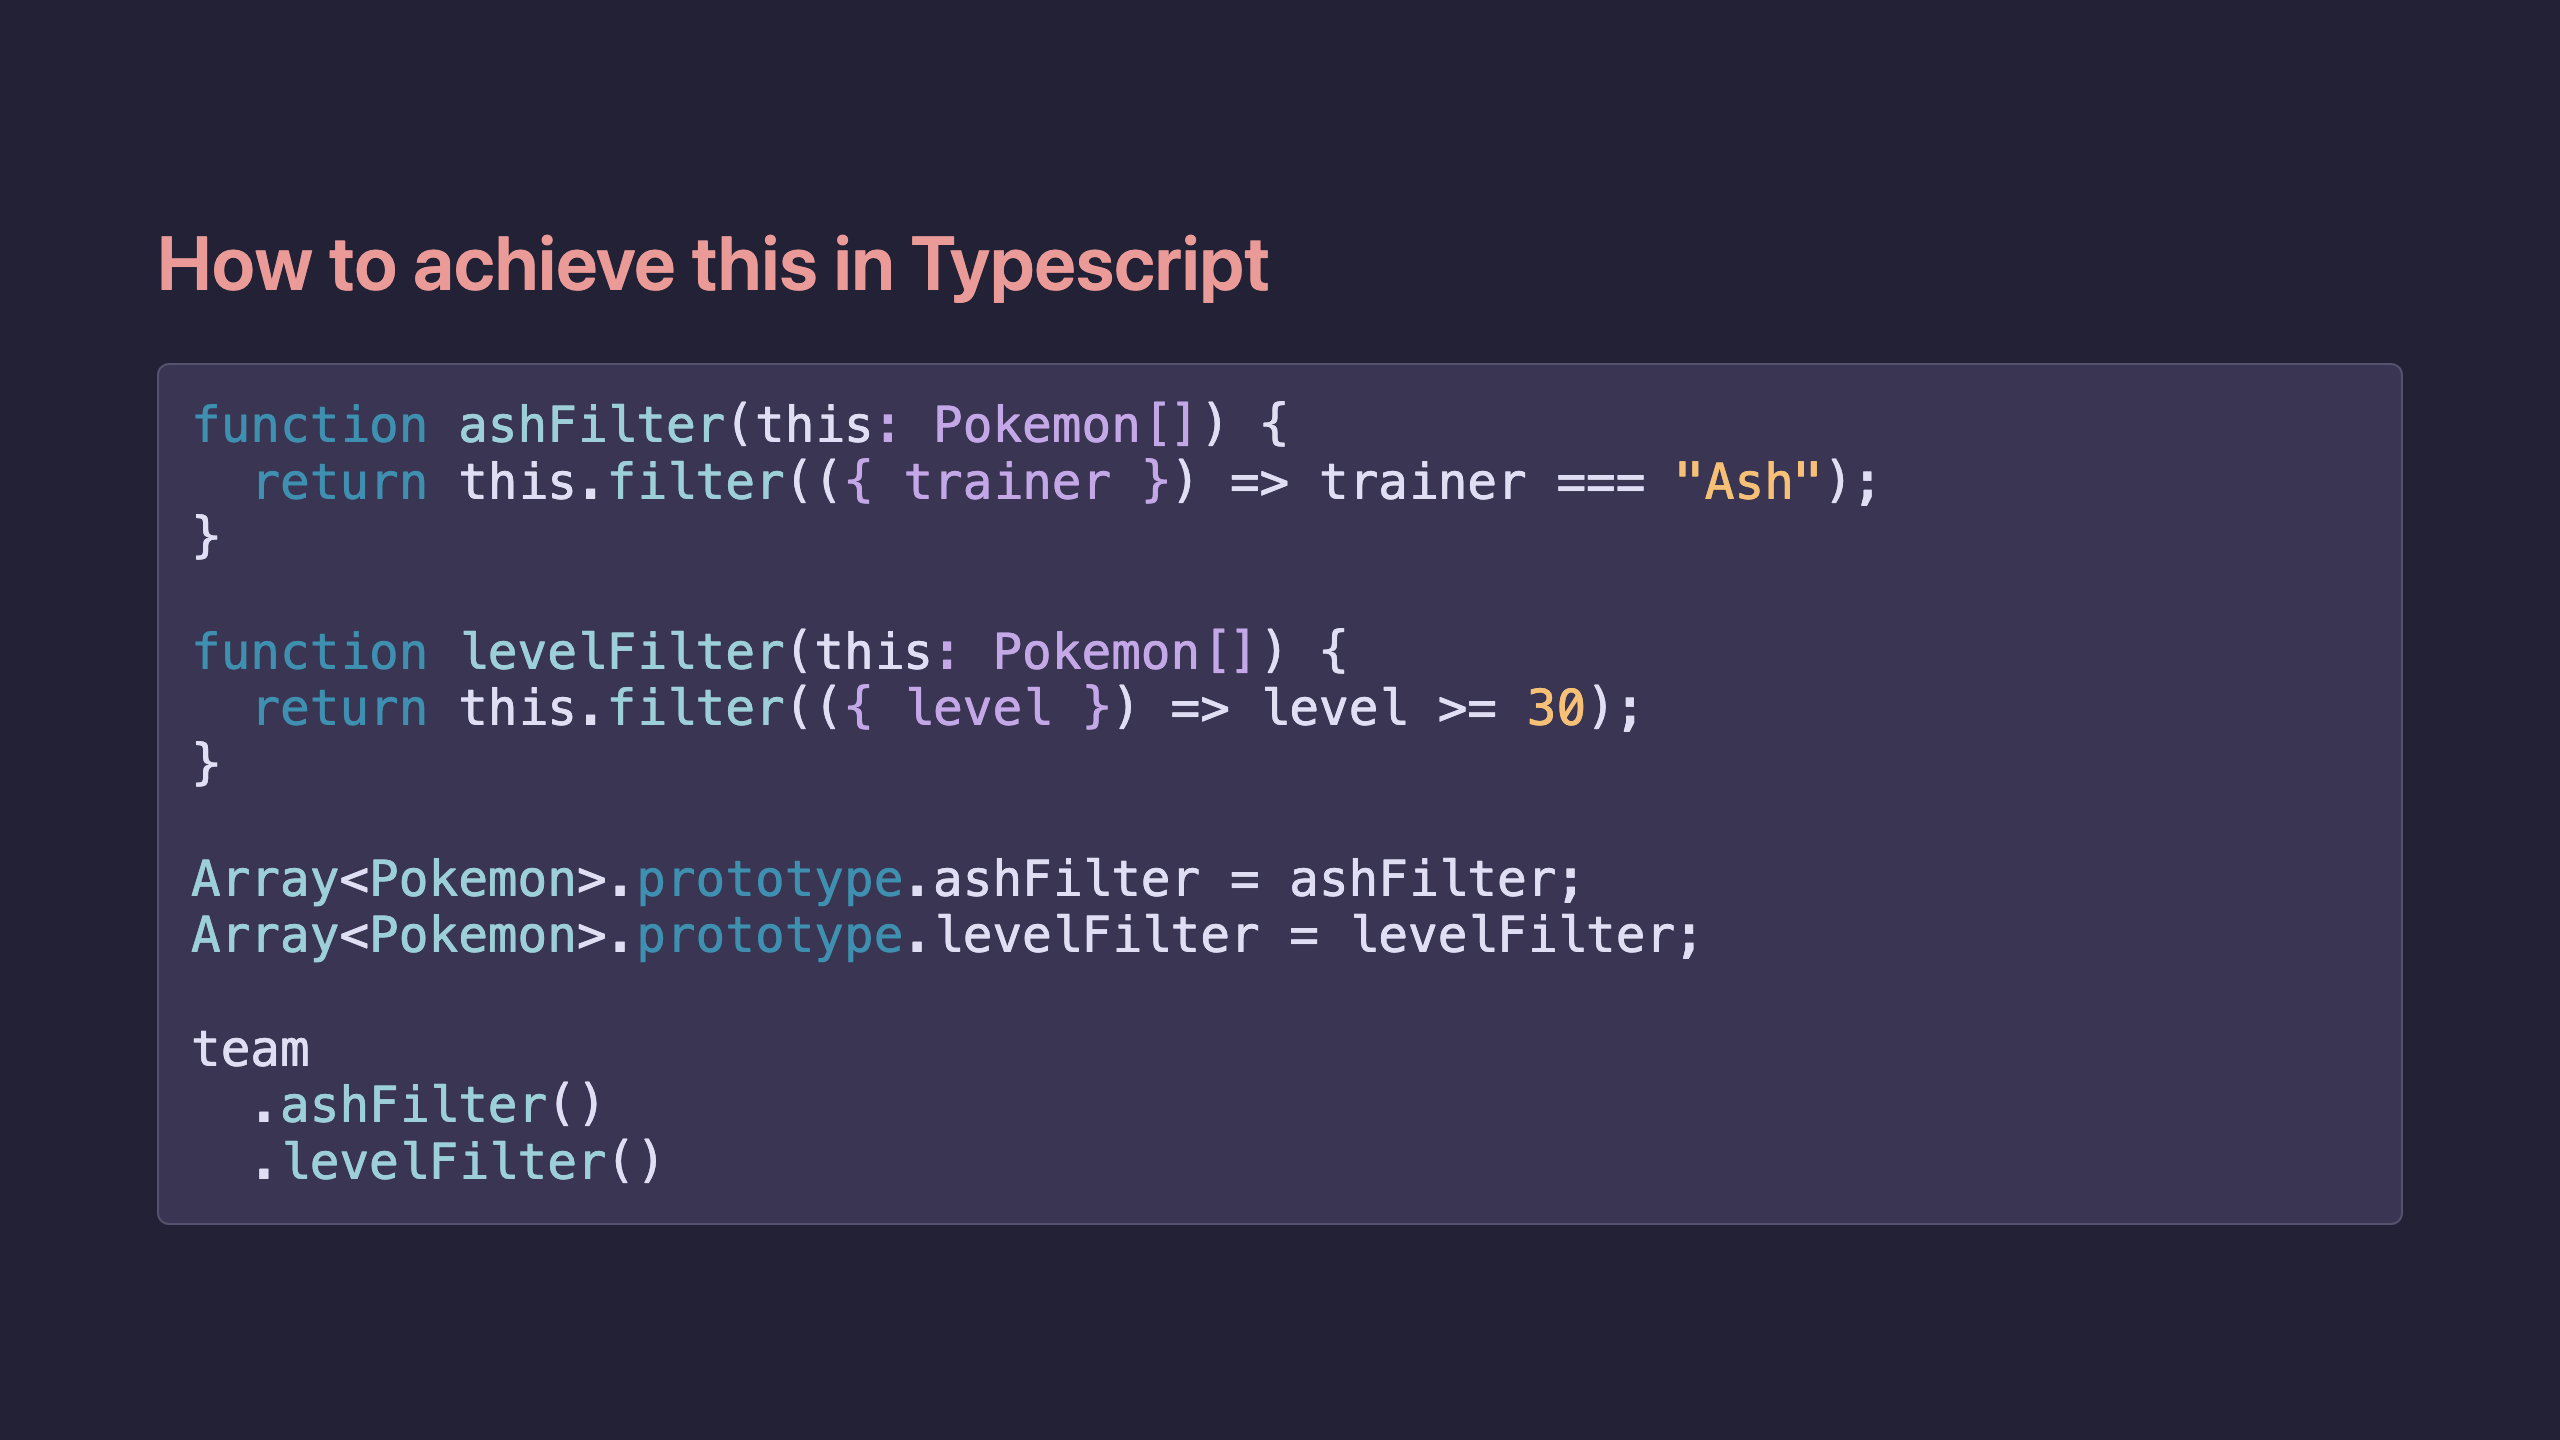 How to achieve this in Typescript
function ashFilter(this: Pokemon[]) {
  return this.filter(({ trainer }) => trainer === "Ash");
}
function levelFilter(this: Pokemon[]) {
  return this.filter(({ level }) => level >= 30);
}
Array<Pokemon>.prototype.ashFilter = ashFilter;
Array<Pokemon>.prototype.levelFilter = levelFilter;
team
  .ashFilter()
  .levelFilter()